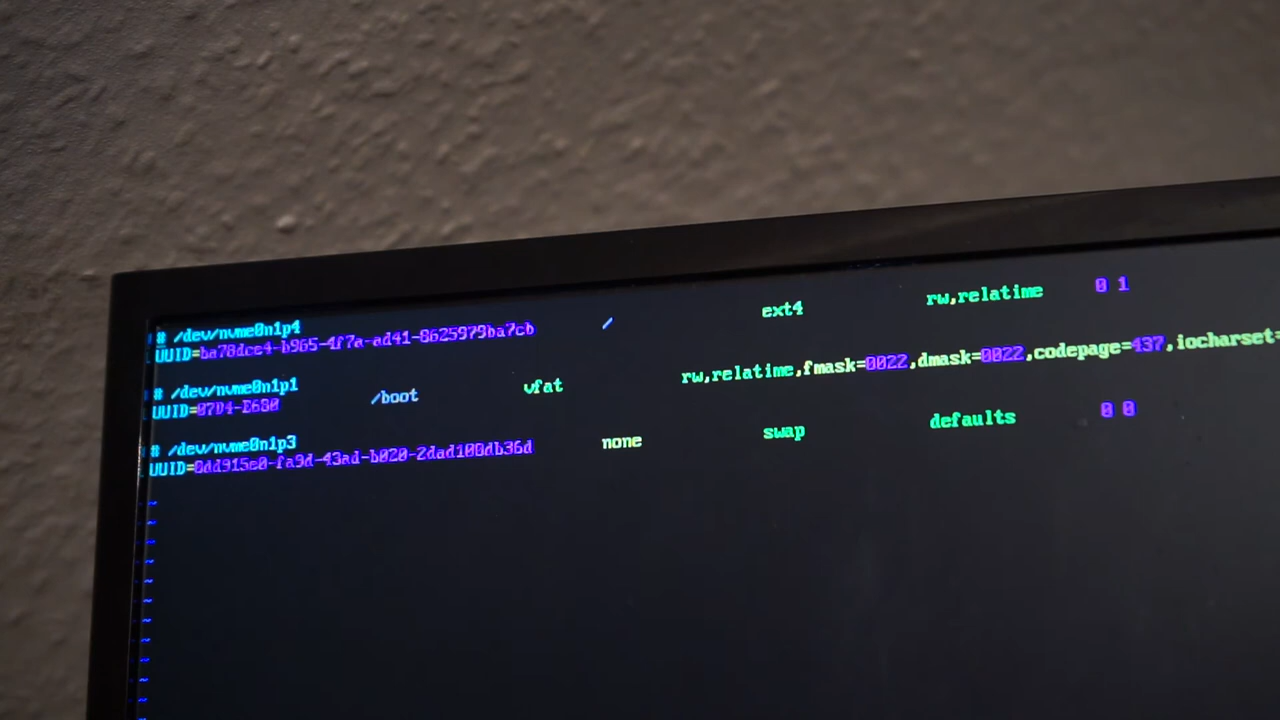 # /dev/nvme0n1p4
UUID=ba78dce4-b965-4f7a-ad41-8625979ba7cb / ext4 rw,relatime 0 1
# /dev/nvme0n1p1
UUID=07D4-E680 /boot vfat rw,relatime,fmask=0022,dmask=0022,codepage=437,iocharset=
# /dev/nvme0n1p3
UUID=0dd915e0-fa9d-43ad-b020-2dad108db36d none swap defaults 0 0
~
~
~
~
~
~
~
~
~
~
~
~